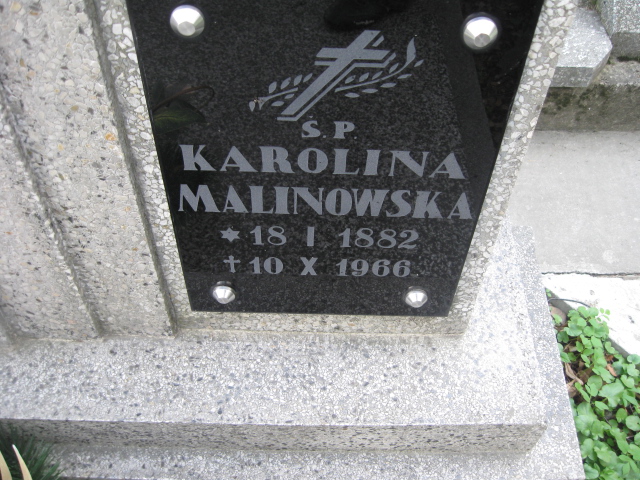 Ś.P
KAROLINA
MALINOWSKA
* 18 I 1882
† 10 X 1966